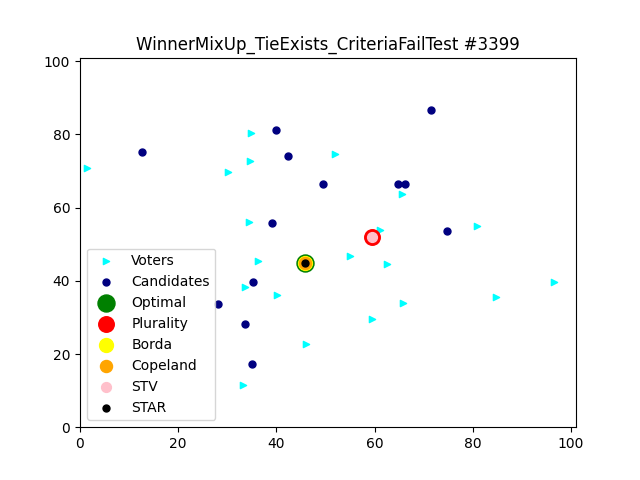 WinnerMixUp_TieExists_CriteriaFailTest #3399
100
80
60
40
20
0
Voters
Candidates
Optimal
Plurality
Borda
Copeland
STV
STAR
0 20 40 60 80 100